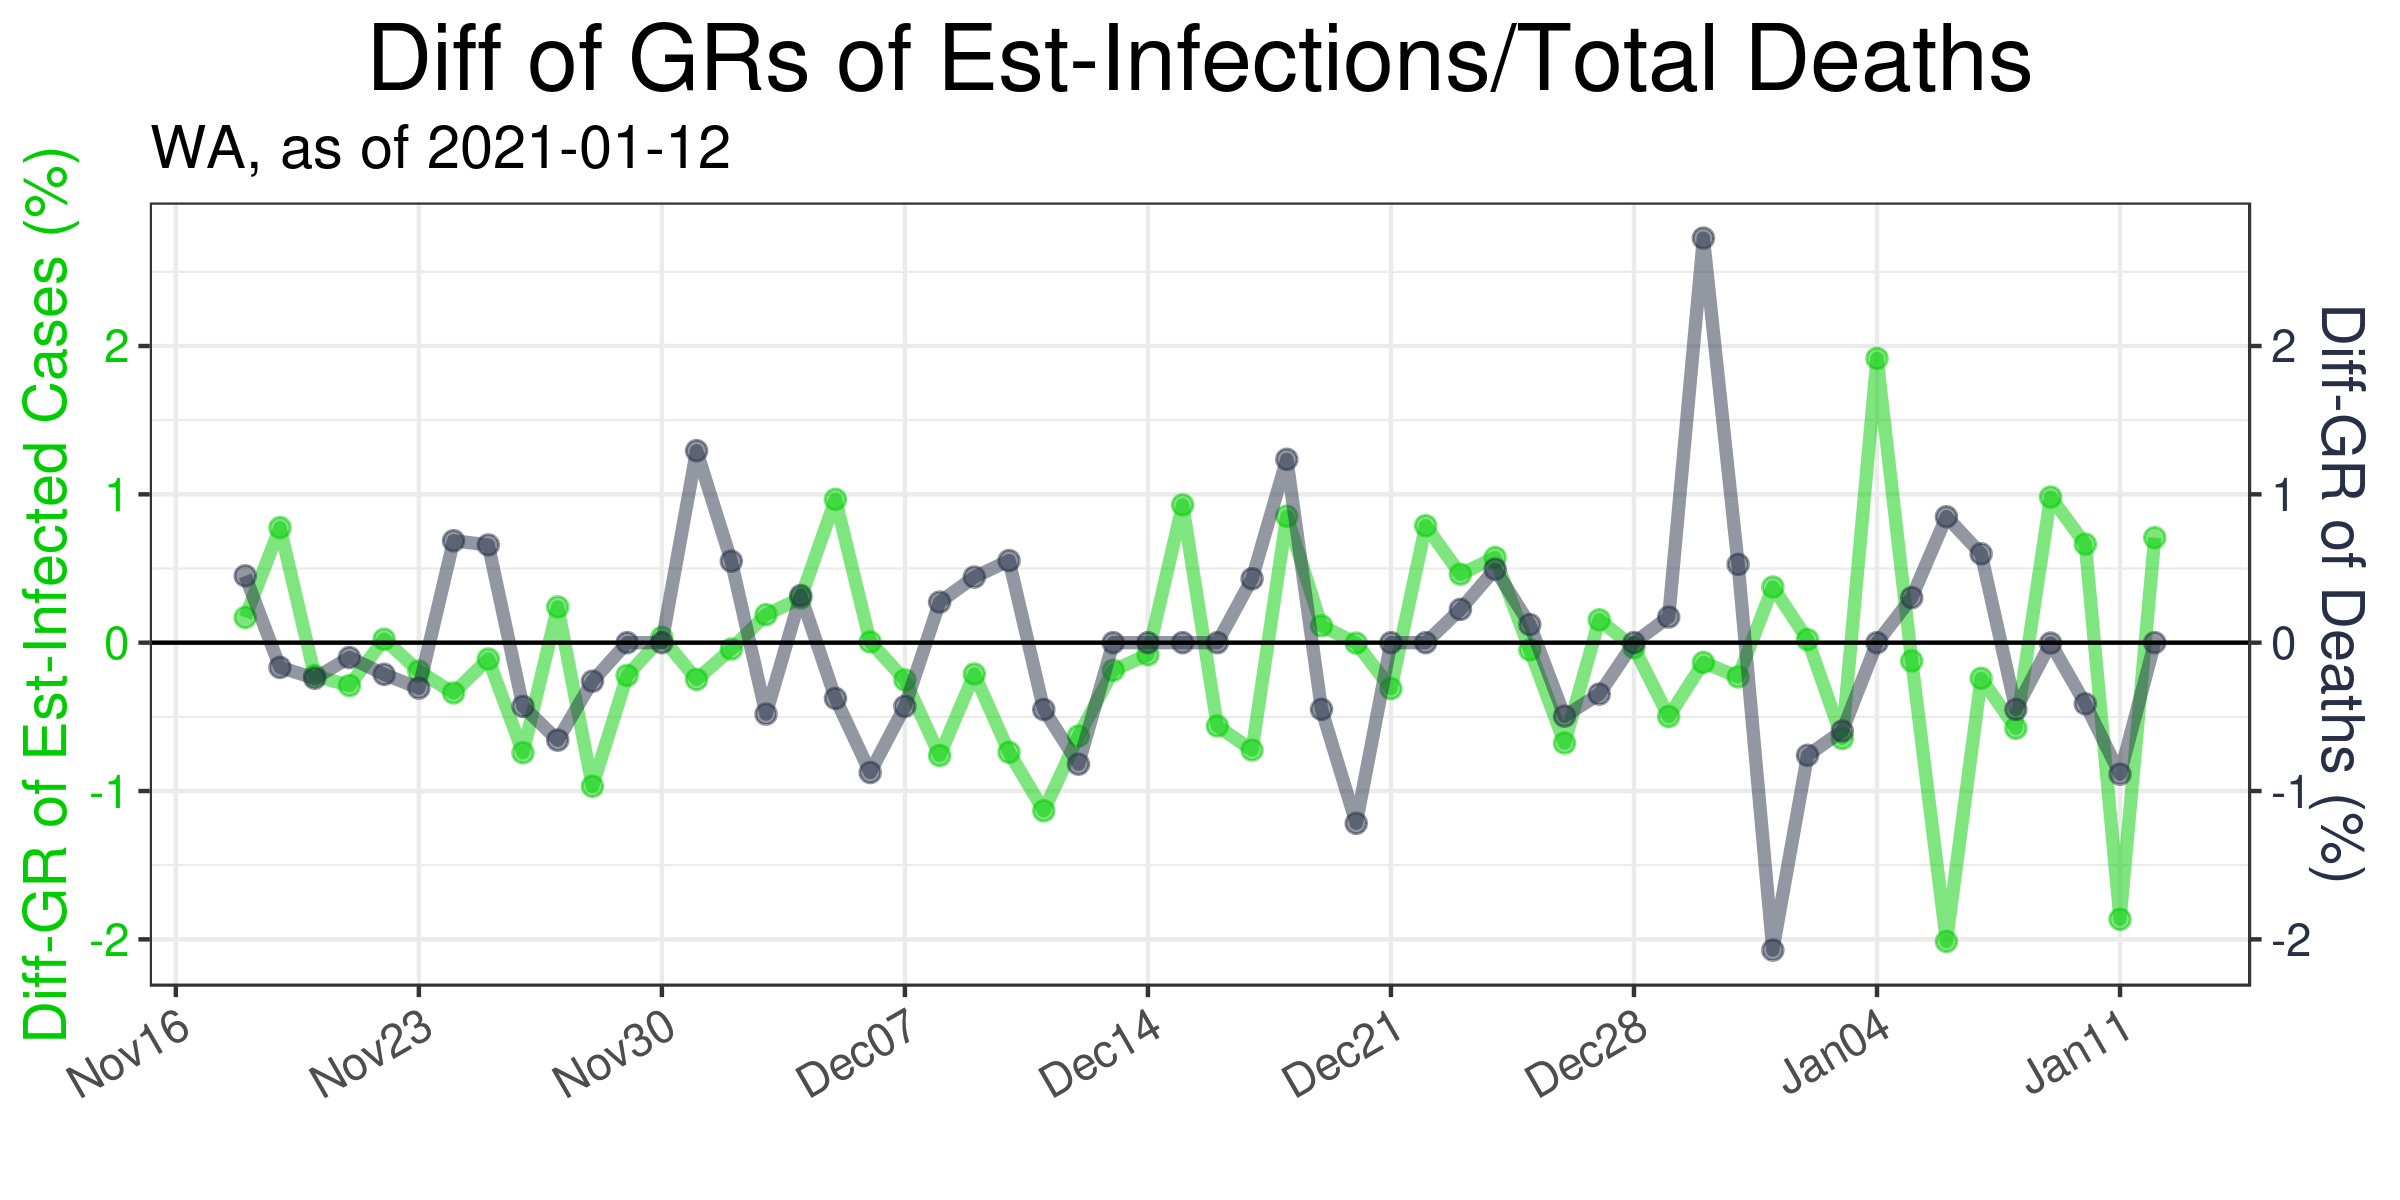 Diff of GRs of Est-Infections/Total Deaths
WA, as of 2021-01-12
Diff-GR of Est-Infected Cases (%)
2
1
0
-1
-2
2
1
0
-1
-2
Diff-GR of Deaths (%)
Nov16
Nov23
Nov30
Dec07
Dec14
Dec21
Dec28
Jan04
Jan11